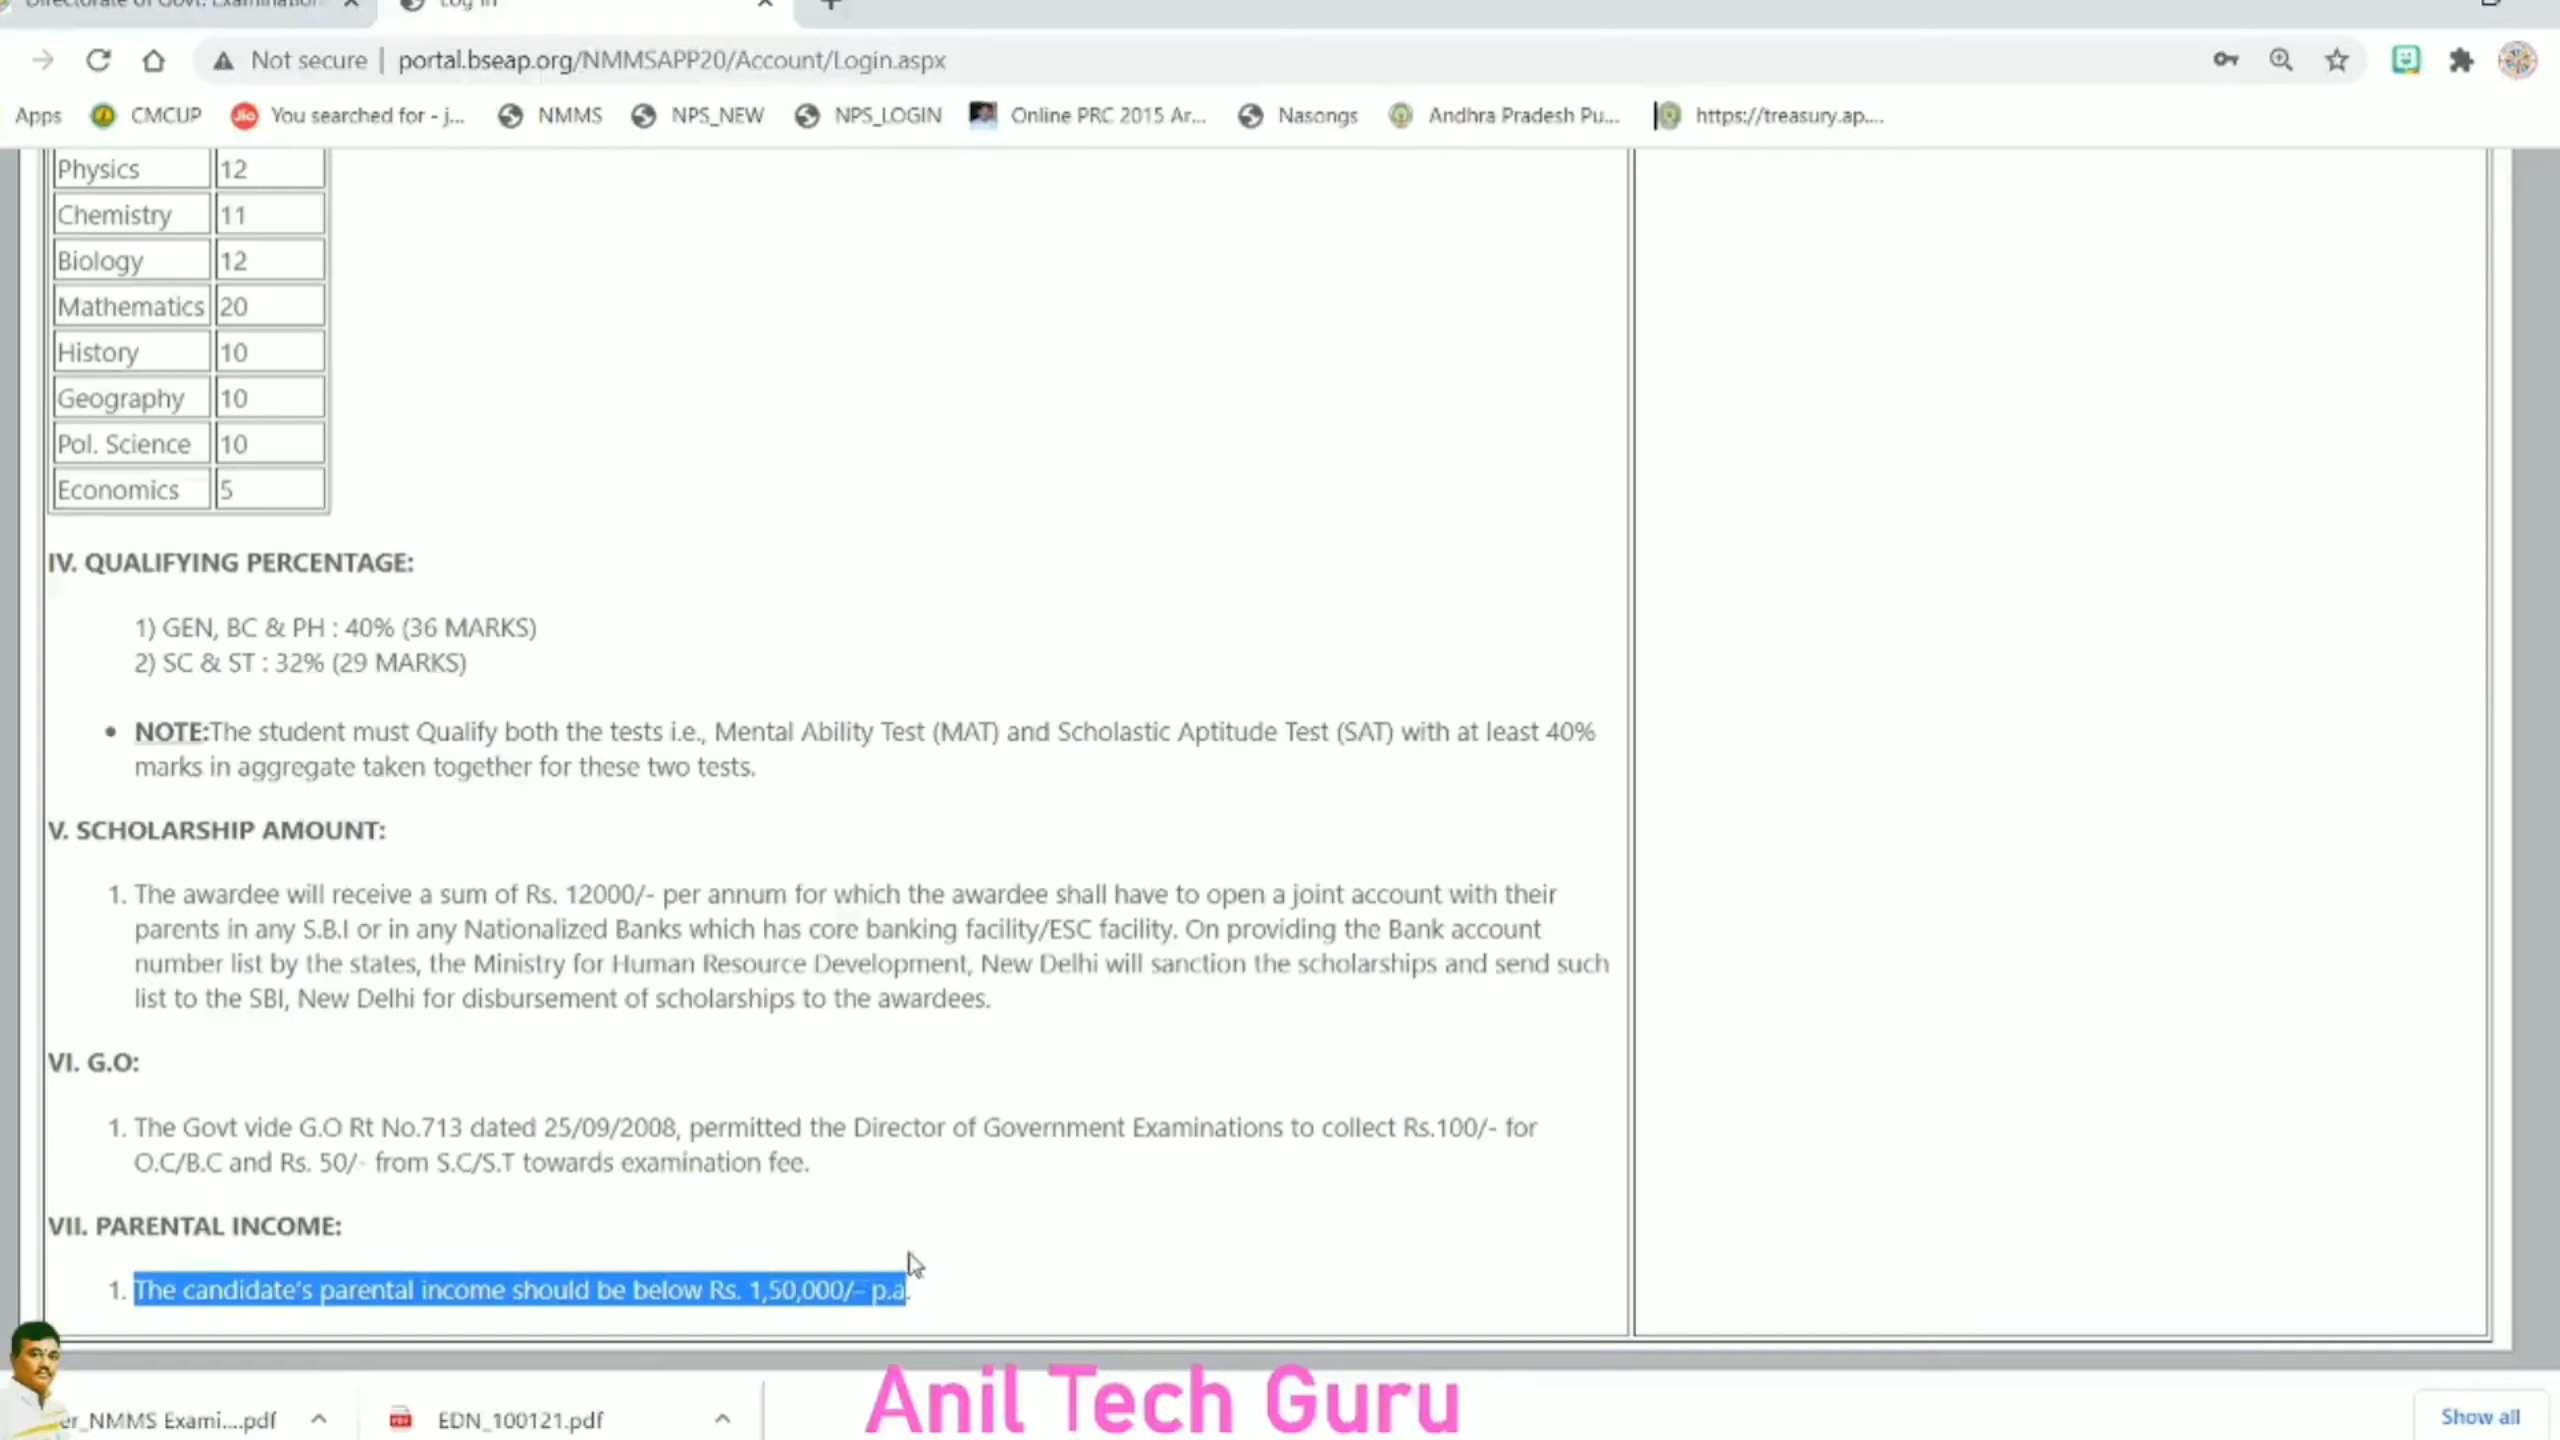 Directorate of Govt. Examination
Log in
Not secure | portal.bseap.org/NMMSAPP20/Account/Login.aspx
Apps CMCUP You searched for - j... NMMS NPS_NEW NPS_LOGIN Online PRC 2015 Ar... Nasongs Andhra Pradesh Pu... https://treasury.ap....
Physics 12
Chemistry 11
Biology 12
Mathematics 20
History 10
Geography 10
Pol. Science 10
Economics 5
IV. QUALIFYING PERCENTAGE:
1) GEN, BC & PH : 40% (36 MARKS)
2) SC & ST : 32% (29 MARKS)
• NOTE:The student must Qualify both the tests i.e., Mental Ability Test (MAT) and Scholastic Aptitude Test (SAT) with at least 40%
marks in aggregate taken together for these two tests.
V. SCHOLARSHIP AMOUNT:
1. The awardee will receive a sum of Rs. 12000/- per annum for which the awardee shall have to open a joint account with their
parents in any S.B.I or in any Nationalized Banks which has core banking facility/ESC facility. On providing the Bank account
number list by the states, the Ministry for Human Resource Development, New Delhi will sanction the scholarships and send such
list to the SBI, New Delhi for disbursement of scholarships to the awardees.
VI. G.O:
1. The Govt vide G.O Rt No.713 dated 25/09/2008, permitted the Director of Government Examinations to collect Rs.100/- for
O.C/B.C and Rs. 50/- from S.C/S.T towards examination fee.
VII. PARENTAL INCOME:
1. The candidate's parental income should be below Rs. 1,50,000/- p.a.
er_NMMS Exami....pdf EDN_100121.pdf Anil Tech Guru Show all